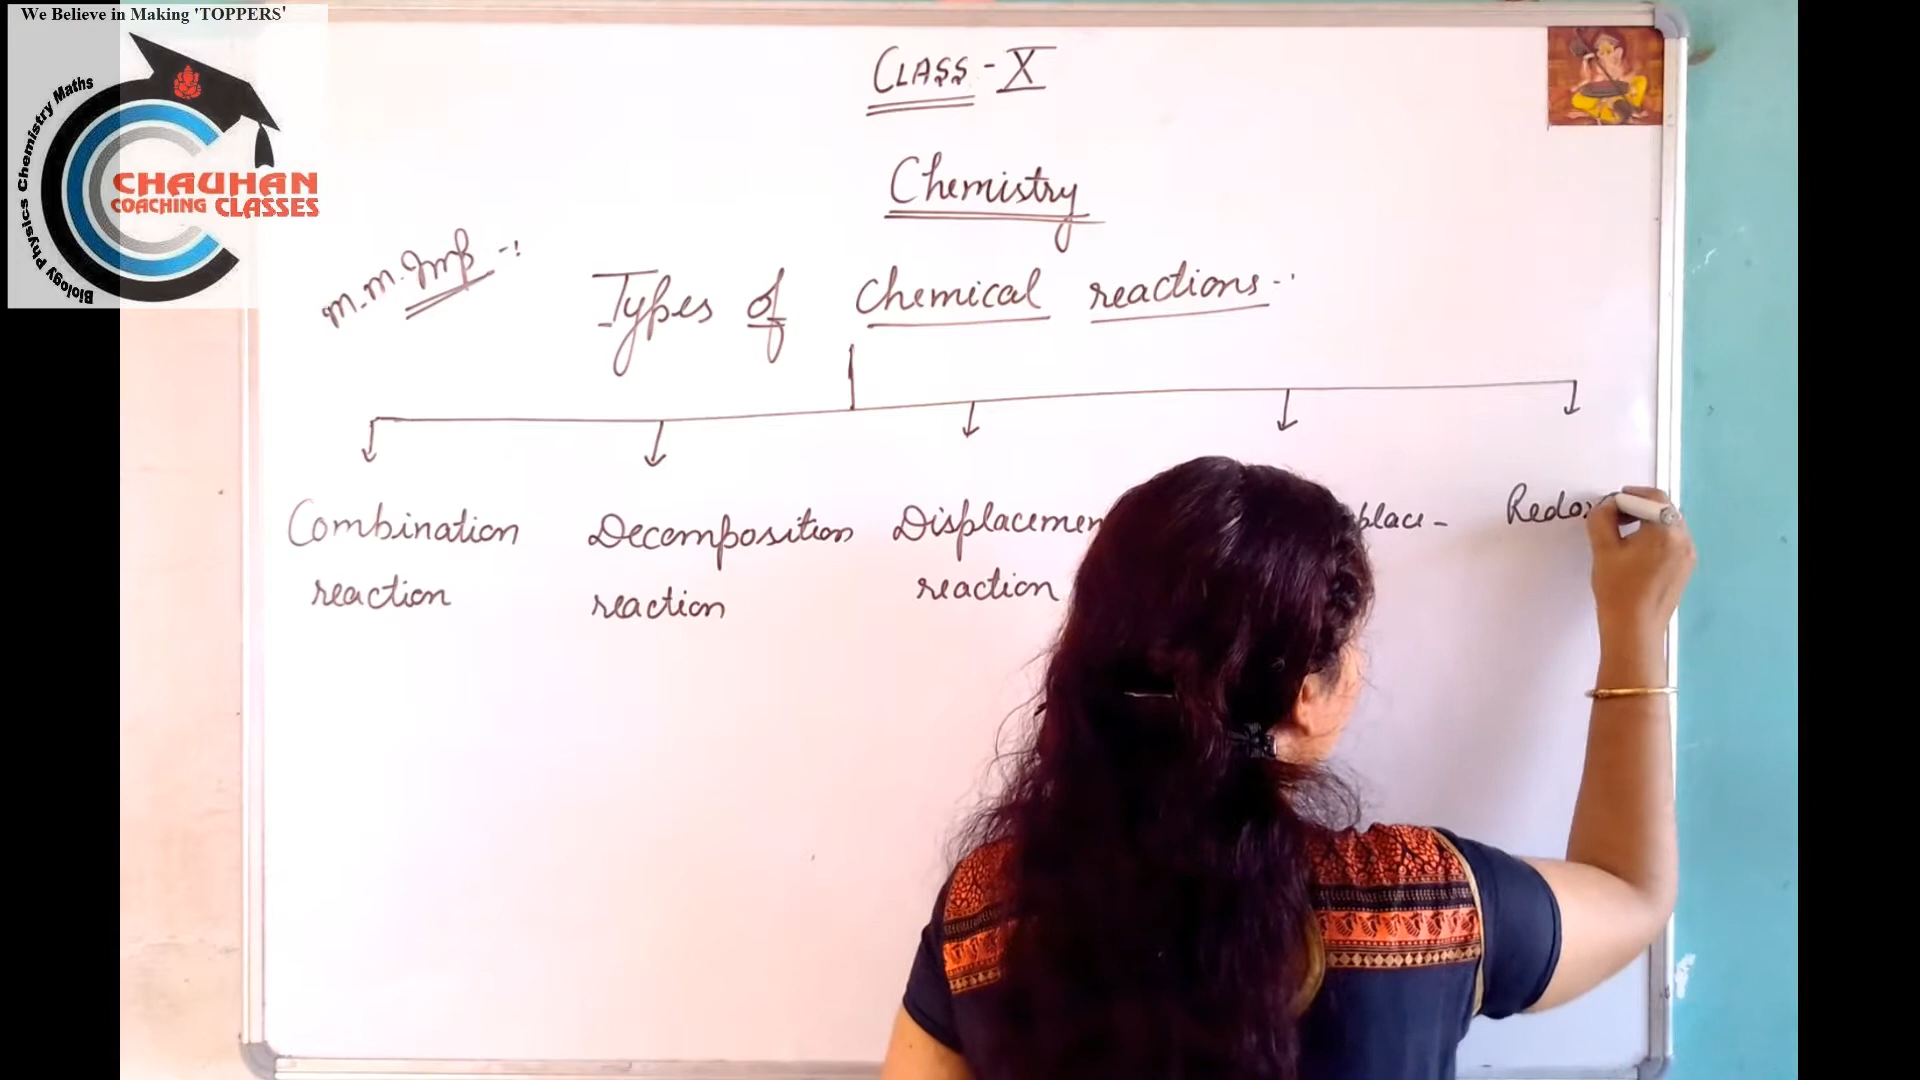 We Believe in Making 'TOPPERS'
Biology Physics Chemistry Maths
CHAUHAN
COACHING CLASSES
CLASS - X
Chemistry
M.M. Imp -:
Types of Chemical reactions -:
Combination Decomposition Displacemen place - Redox
reaction reaction reaction